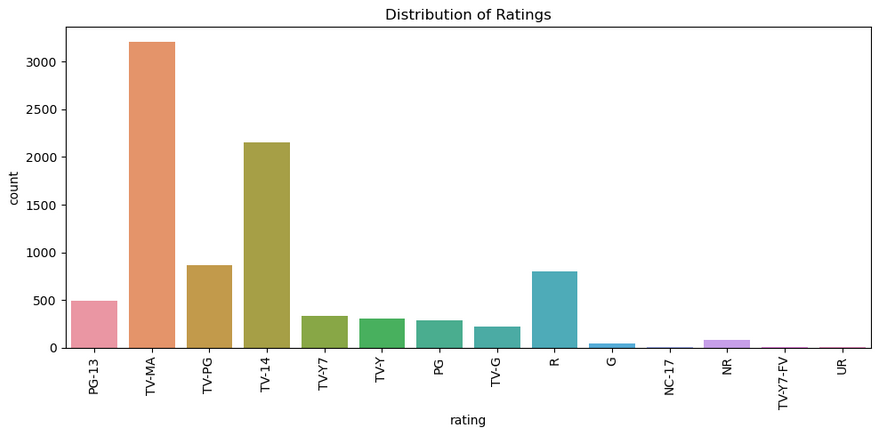 Distribution of Ratings
count
3000
2500
2000
1500
1000
500
0
PG-13
TV-MA
TV-PG
TV-14
TV-Y7
TV-Y
PG
TV-G
R
G
NC-17
NR
TV-Y7-FV
UR
rating